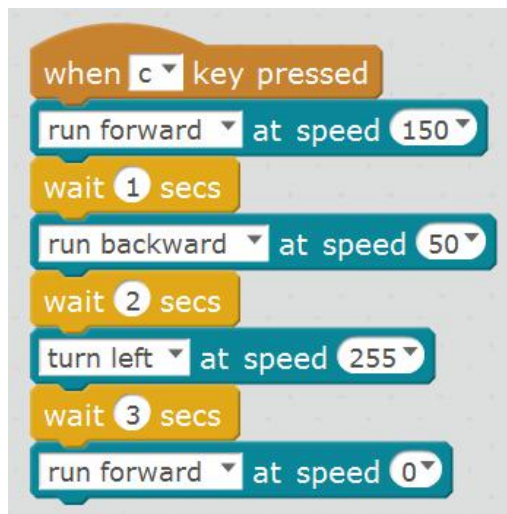 when c key pressed
run forward at speed 150
wait 1 secs
run backward at speed 50
wait 2 secs
turn left at speed 255
wait 3 secs
run forward at speed 0